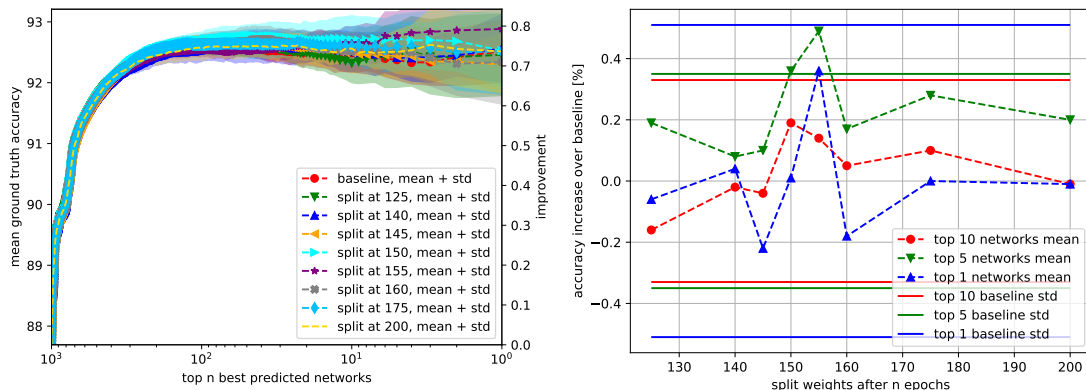 93
92
91
90
89
88
mean ground truth accuracy
10³
10²
10¹
10⁰
top n best predicted networks
0.8
0.7
0.6
0.5
0.4
0.3
0.2
0.1
0.0
improvement
baseline, mean + std
split at 125, mean + std
split at 140, mean + std
split at 145, mean + std
split at 150, mean + std
split at 155, mean + std
split at 160, mean + std
split at 175, mean + std
split at 200, mean + std
accuracy increase over baseline [%]
0.4
0.2
0.0
−0.2
−0.4
130
140
150
160
170
180
190
200
split weights after n epochs
top 10 networks mean
top 5 networks mean
top 1 networks mean
top 10 baseline std
top 5 baseline std
top 1 baseline std